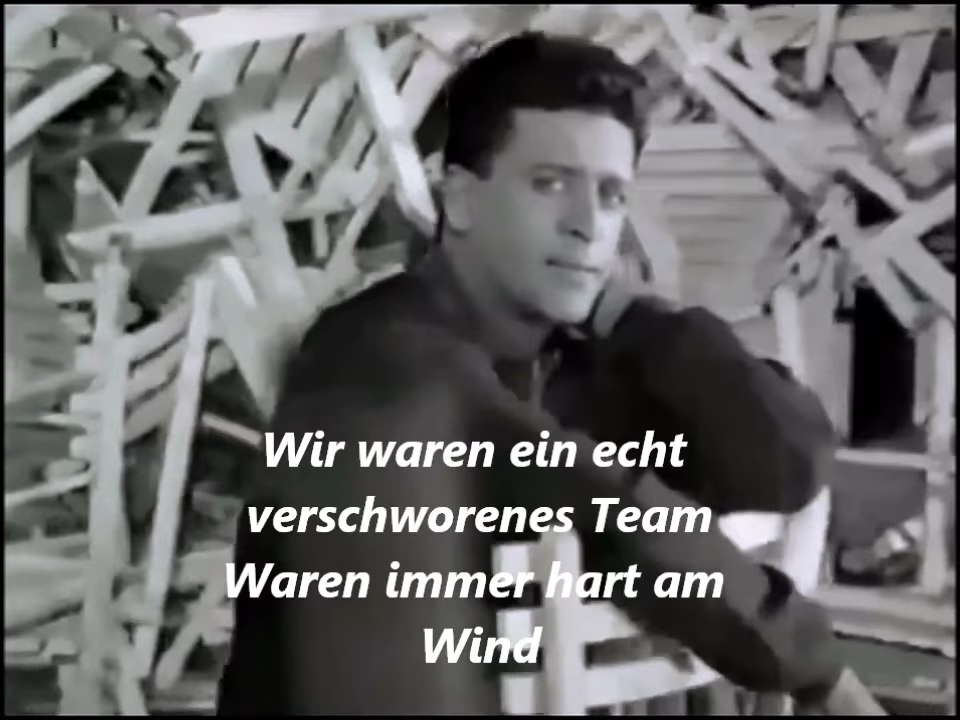 Wir waren ein echt
verschworenes Team
Waren immer hart am
Wind